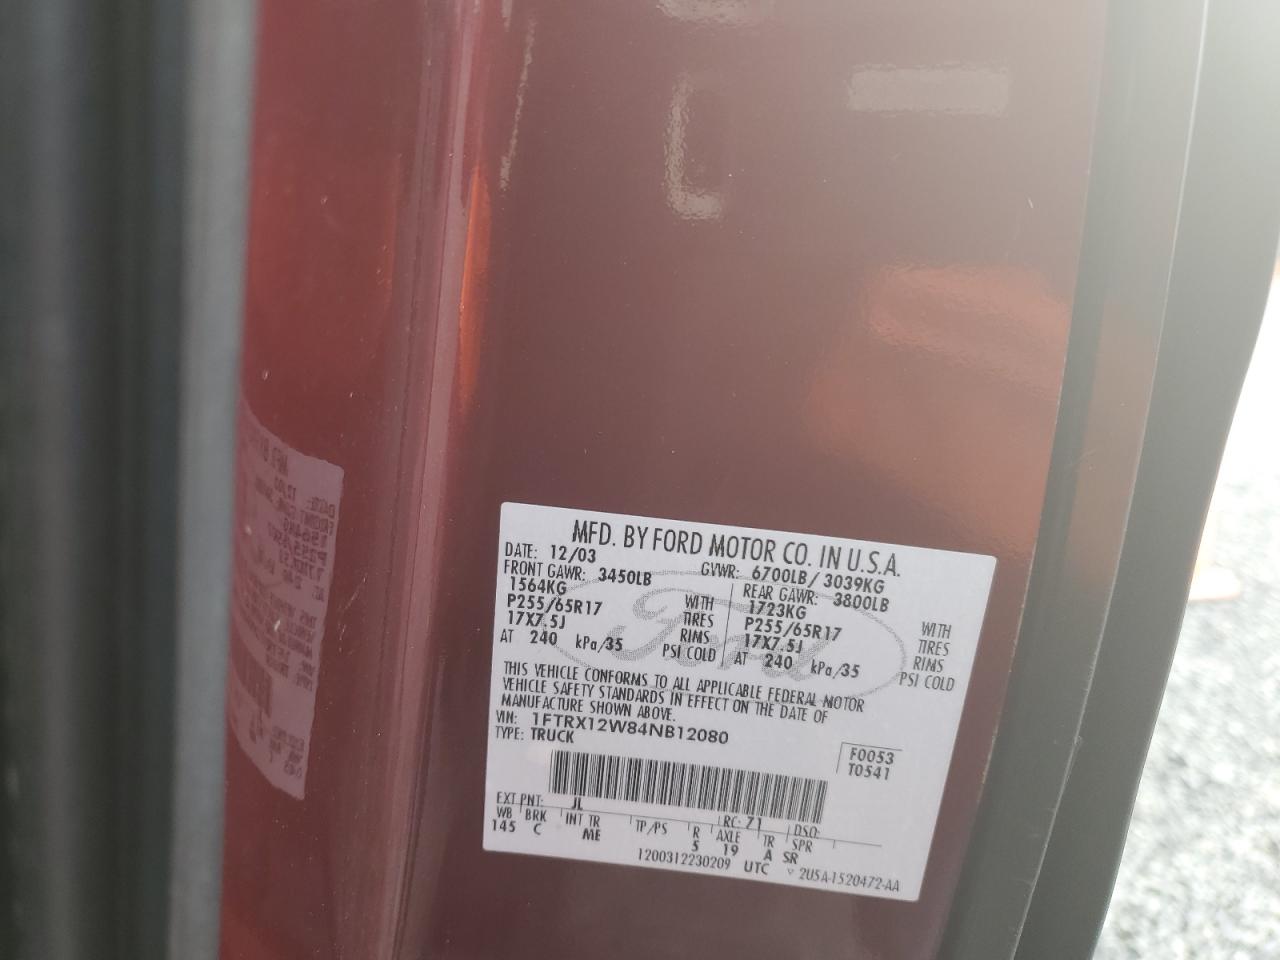 MFD. BY FORD MOTOR CO. IN U.S.A.
DATE: 12/03 GVWR: 6700LB/ 3039KG
FRONT GAWR: 3450LB REAR GAWR: 3800LB
1564KG WITH 1723KG WITH
P255/65R17 TIRES P255/65R17 TIRES
17X7.5J RIMS 17X7.5J RIMS
AT 240 kPa/35 PSI COLD AT 240 kPa/35 PSI COLD
Ford
THIS VEHICLE CONFORMS TO ALL APPLICABLE FEDERAL MOTOR
VEHICLE SAFETY STANDARDS IN EFFECT ON THE DATE OF
MANUFACTURE SHOWN ABOVE.
VIN: 1FTRX12W84NB12080
TYPE: TRUCK
F0053
T0541
EXT PNT: JL RC: 71 DSO:
WB BRK INT TR TP/PS R AXLE TR SPR
145 C ME 5 19 A SR
1200312230209 UTC 2U5A-1520472-AA